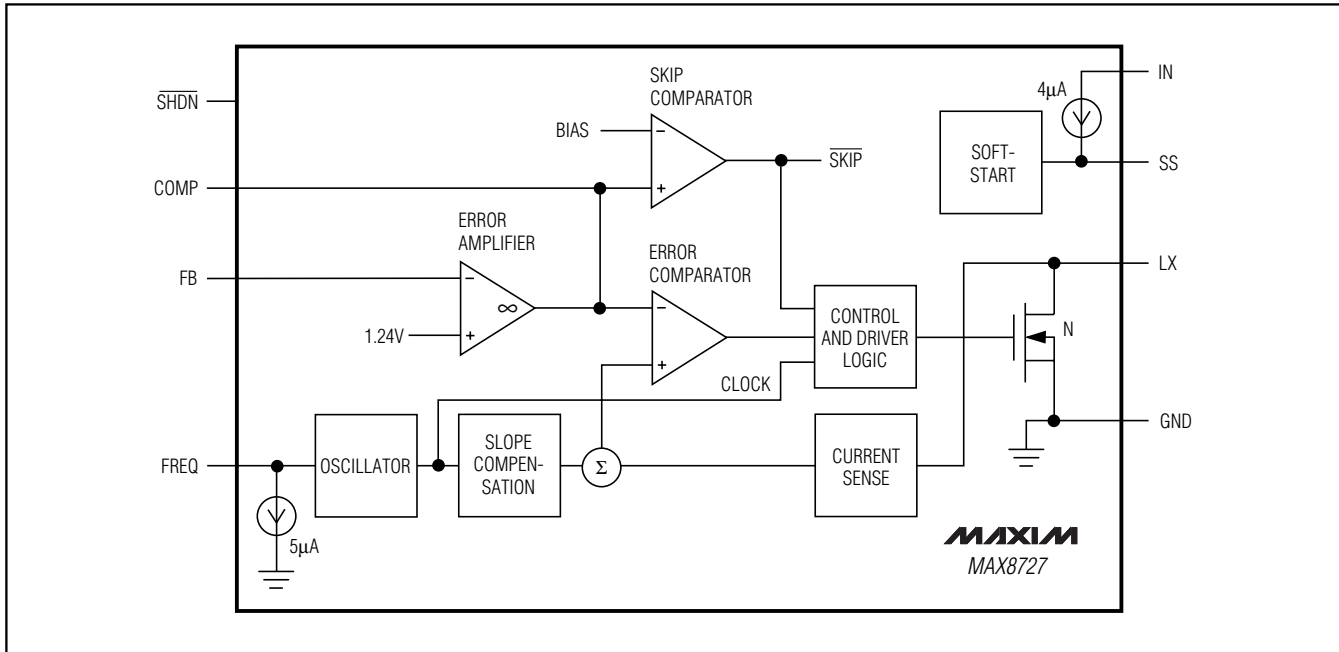 SKIP
COMPARATOR
IN
SHDN
4µA
BIAS
−
SOFT-
START
SKIP
SS
COMP
+
ERROR
AMPLIFIER
ERROR
COMPARATOR
LX
FB
−
∞
−
CONTROL
AND DRIVER
LOGIC
N
1.24V
+
+
CLOCK
GND
FREQ
OSCILLATOR
SLOPE
COMPEN-
SATION
Σ
CURRENT
SENSE
5µA
MAXIM
MAX8727